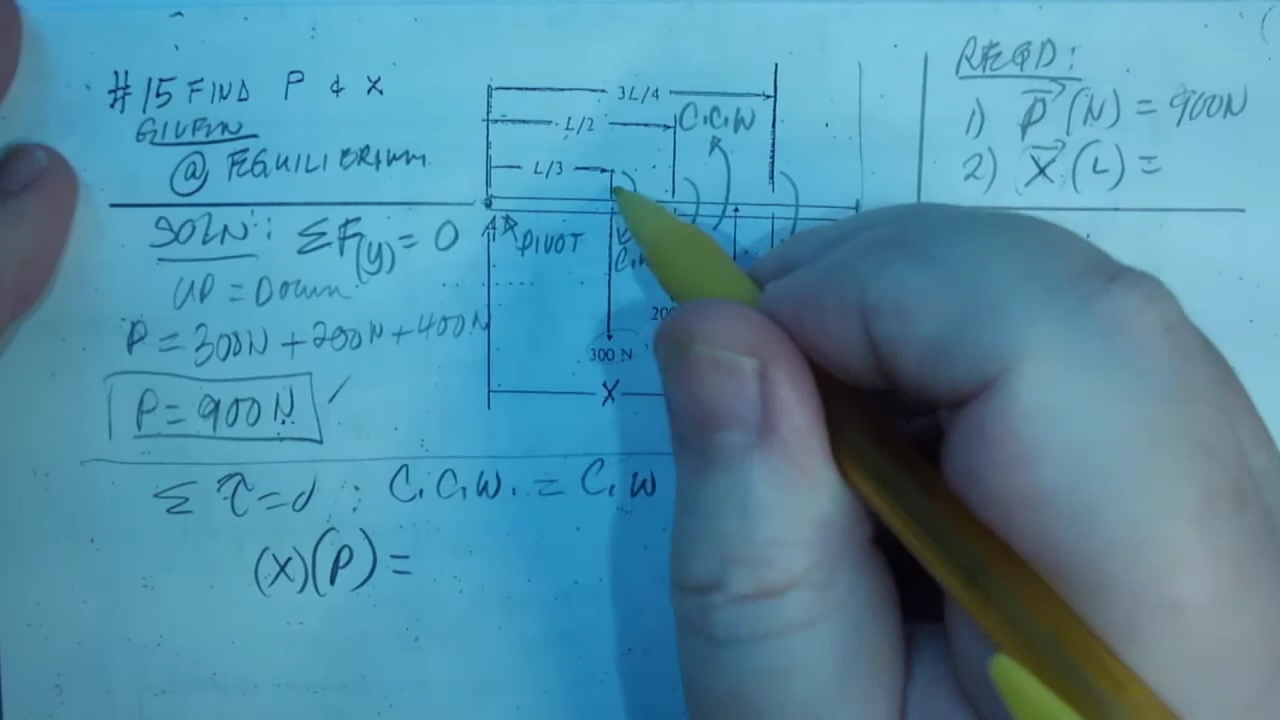 #15 FIND P & X
GIVEN
@ EQUILIBRIUM
SOLN: ΣF(y) = 0
UP = DOWN
P = 300N + 200N + 400N
P = 900N ✓
3L/4
L/2
C.C.W
L/3
PIVOT
C.
200
300 N
X
REQD:
1) P (N) = 900N
2) X (L) =
Σ τ = 0 : C.C.W. = C.W
(X)(P) =